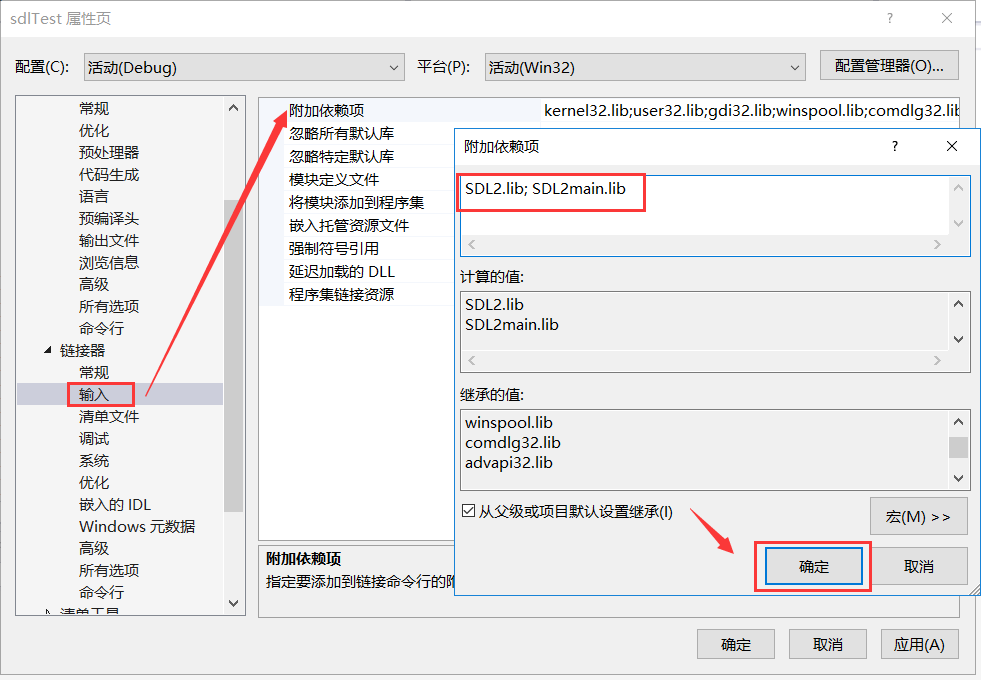 sdlTest 属性页
配置(C):
活动(Debug)
平台(P):
活动(Win32)
配置管理器(O)...
常规
优化
预处理器
代码生成
语言
预编译头
输出文件
浏览信息
高级
所有选项
命令行
链接器
常规
输入
清单文件
调试
系统
优化
嵌入的 IDL
Windows 元数据
高级
所有选项
命令行
清单工具
附加依赖项
kernel32.lib;user32.lib;gdi32.lib;winspool.lib;comdlg32.lib
忽略所有默认库
忽略特定默认库
模块定义文件
将模块添加到程序集
嵌入托管资源文件
强制符号引用
延迟加载的 DLL
程序集链接资源
附加依赖项
指定要添加到链接命令行的附
附加依赖项
?
SDL2.lib; SDL2main.lib
计算的值:
SDL2.lib
SDL2main.lib
继承的值:
winspool.lib
comdlg32.lib
advapi32.lib
从父级或项目默认设置继承(I)
宏(M) >>
确定
取消
确定
取消
应用(A)